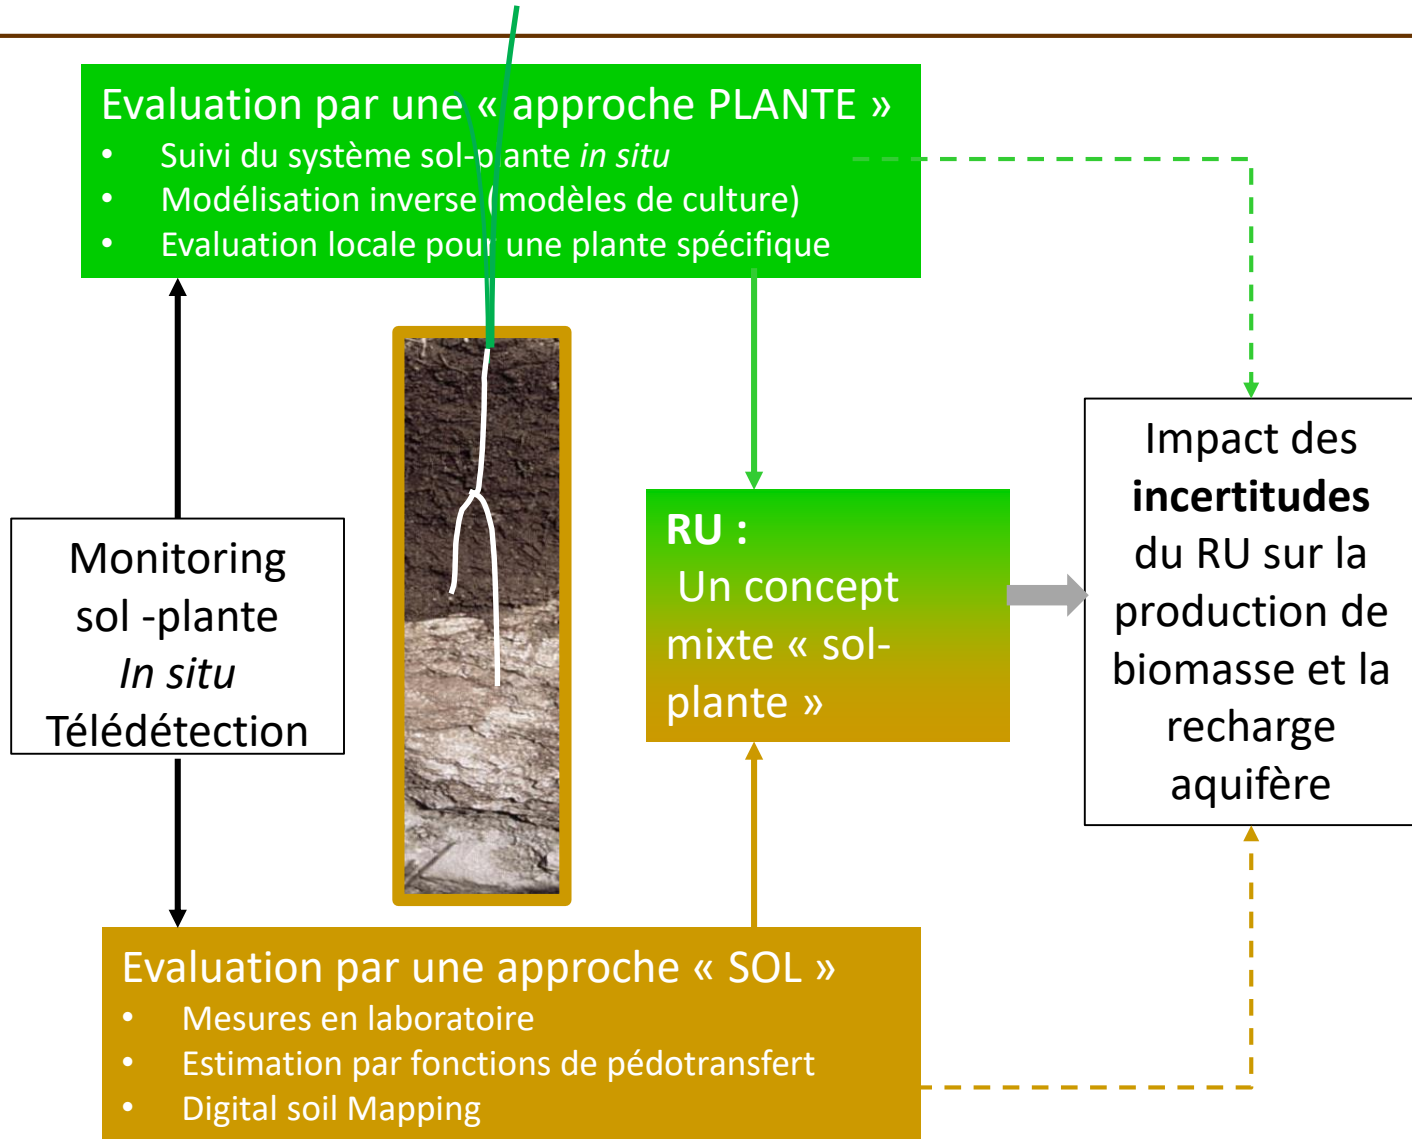 Evaluation par une « approche PLANTE »
• Suivi du système sol-plante in situ
• Modélisation inverse (modèles de culture)
• Evaluation locale pour une plante spécifique
Monitoring
sol -plante
In situ
Télédétection
RU :
Un concept
mixte « sol-
plante »
Impact des
incertitudes
du RU sur la
production de
biomasse et la
recharge
aquifère
Evaluation par une approche « SOL »
• Mesures en laboratoire
• Estimation par fonctions de pédotransfert
• Digital soil Mapping